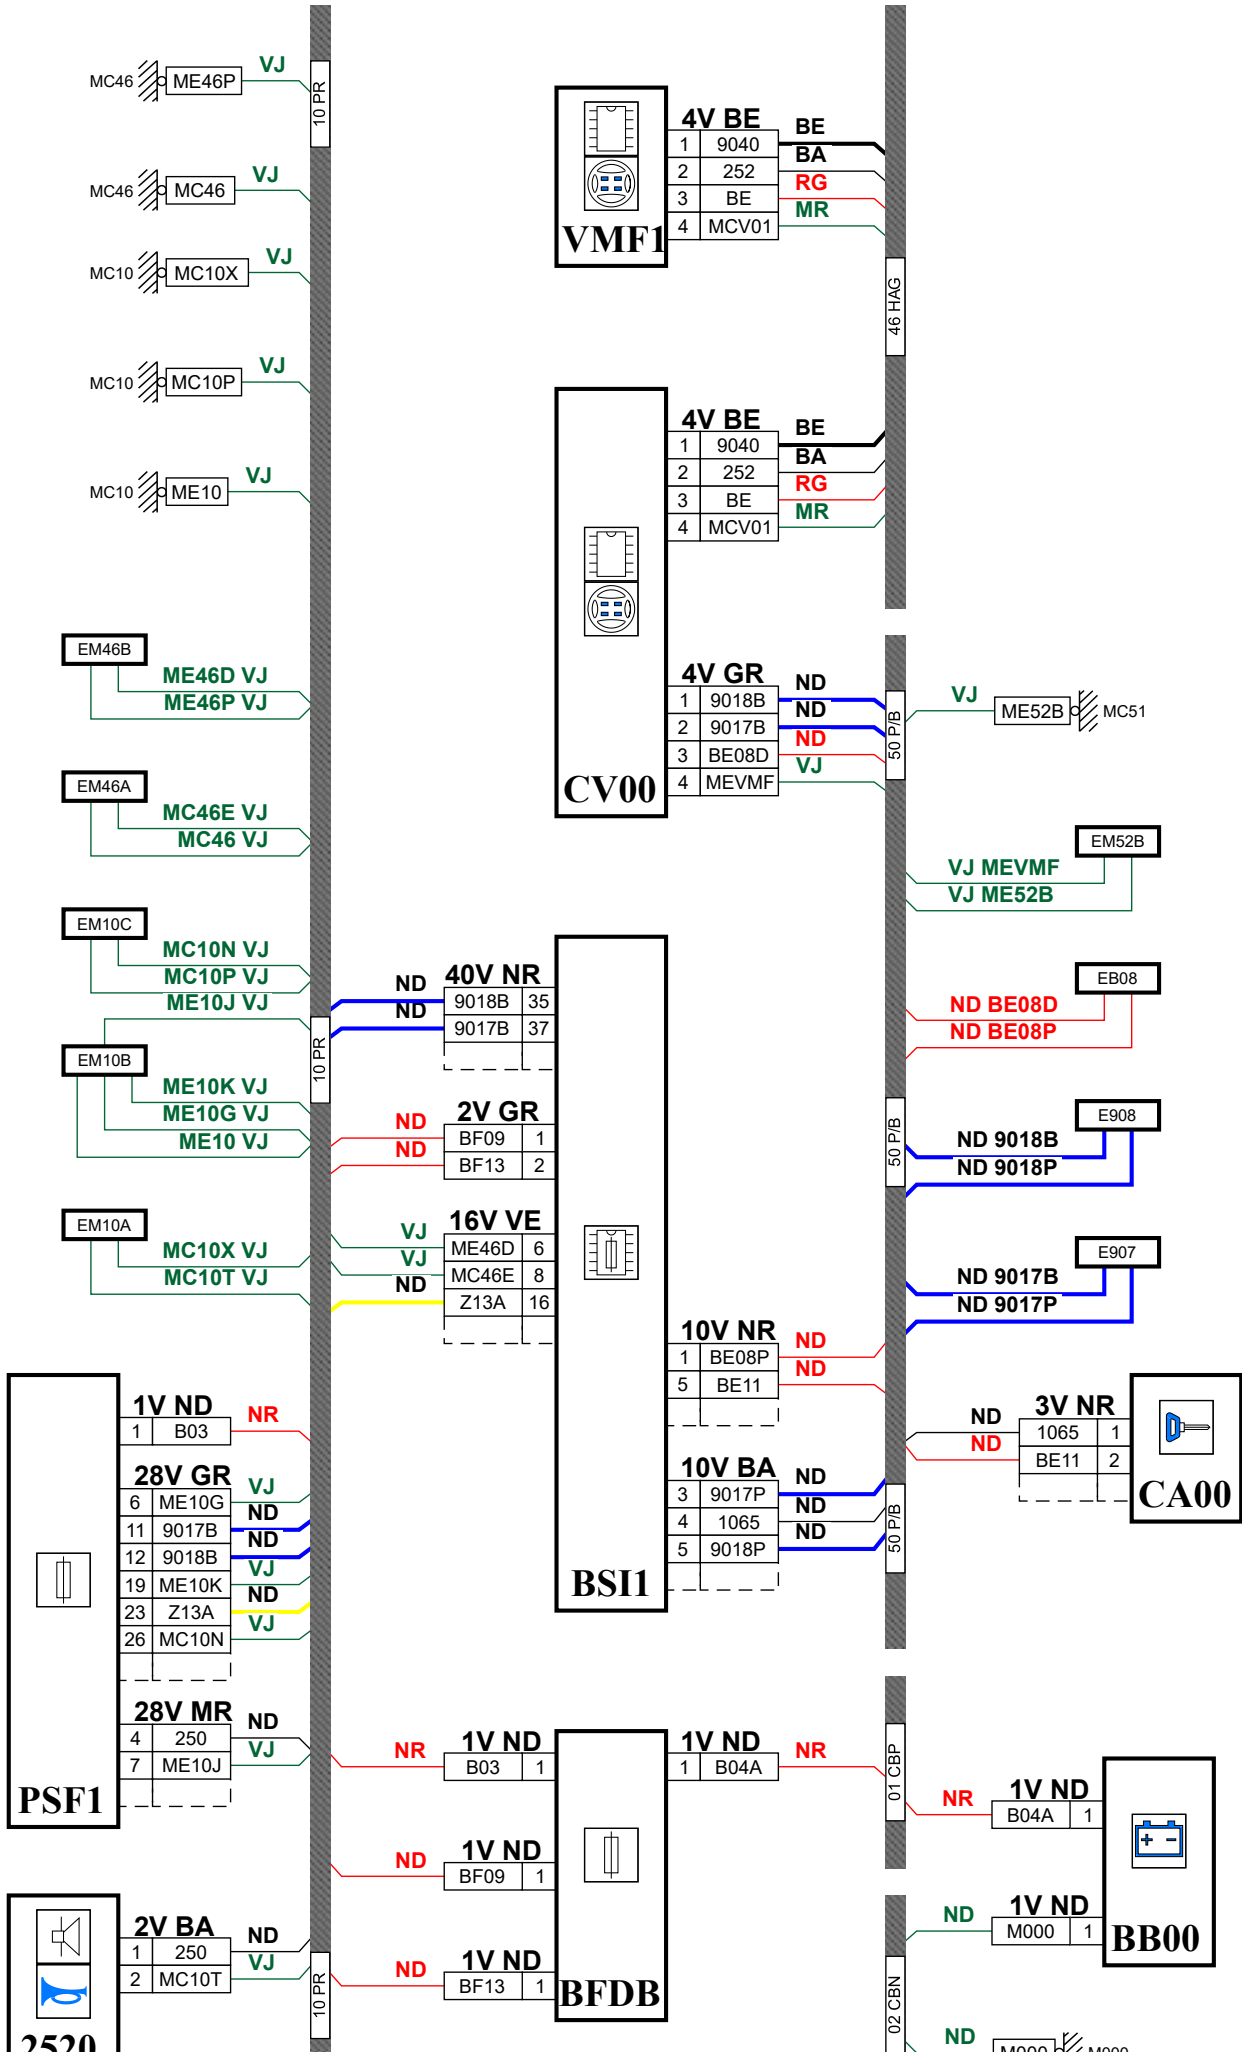 MC46 ME46P VJ
10 PR
MC46 MC46 VJ
MC10 MC10X VJ
MC10 MC10P VJ
MC10 ME10 VJ
VMF1
4V BE
1 9040 BE
2 252 BA
3 BE RG
4 MCV01 MR
46 HAG
CV00
4V BE
1 9040 BE
2 252 BA
3 BE RG
4 MCV01 MR
4V GR
1 9018B ND
2 9017B ND
3 BE08D ND
4 MEVMF VJ
50 P/B
VJ ME52B MC51
EM46B
ME46D VJ
ME46P VJ
EM46A
MC46E VJ
MC46 VJ
EM52B
VJ MEVMF
VJ ME52B
EM10C
MC10N VJ
MC10P VJ
ME10J VJ
EM10B
ME10K VJ
ME10G VJ
ME10 VJ
10 PR
EM10A
MC10X VJ
MC10T VJ
BSI1
40V NR
ND 9018B 35
ND 9017B 37
2V GR
ND BF09 1
ND BF13 2
16V VE
VJ ME46D 6
VJ MC46E 8
ND Z13A 16
10V NR
1 BE08P ND
5 BE11 ND
10V BA
3 9017P ND
4 1065 ND
5 9018P ND
EB08
ND BE08D
ND BE08P
50 P/B
E908
ND 9018B
ND 9018P
E907
ND 9017B
ND 9017P
3V NR
ND 1065 1
ND BE11 2
CA00
50 P/B
PSF1
1V ND
1 B03 NR
28V GR
6 ME10G VJ
11 9017B ND
12 9018B ND
19 ME10K VJ
23 Z13A ND
26 MC10N VJ
28V MR
4 250 ND
7 ME10J VJ
BFDB
1V ND
NR B03 1
1V ND
ND BF09 1
1V ND
ND BF13 1
1V ND
1 B04A NR
01 CBP
1V ND
NR B04A 1
1V ND
ND M000 1
+ -
BB00
2520
2V BA
1 250 ND
2 MC10T VJ
10 PR
02 CBN
ND M000 M000